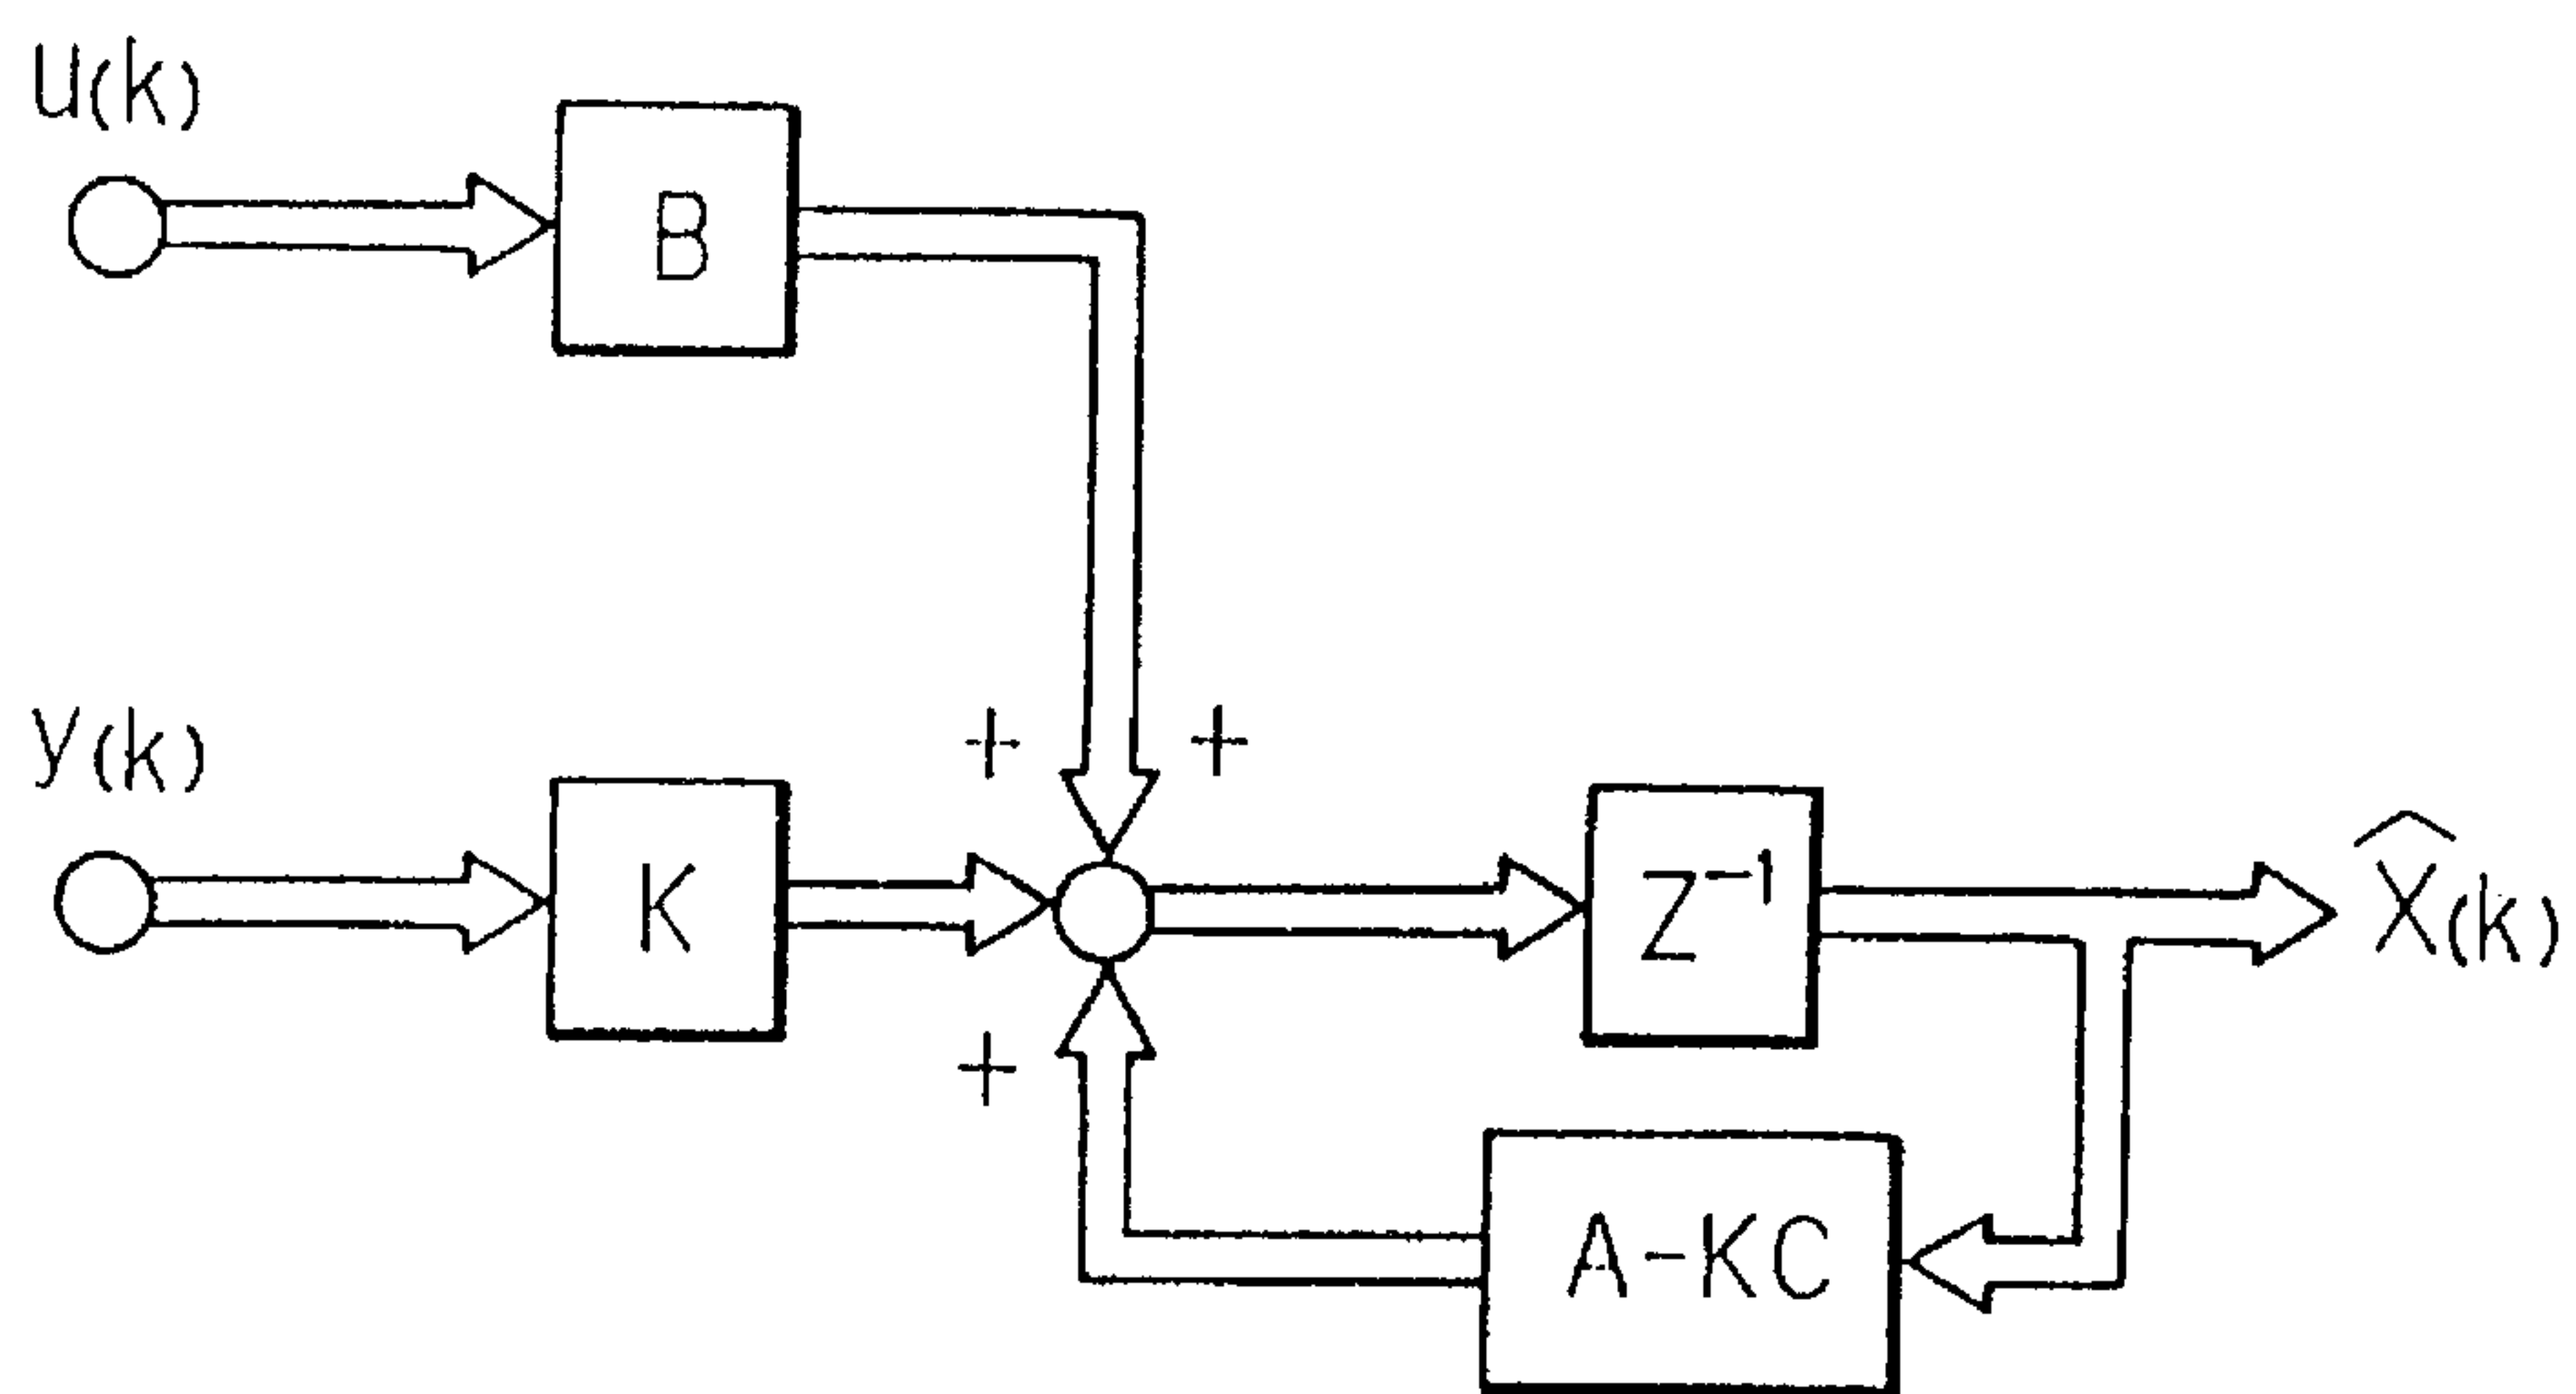 u(k)
B
y(k)
+ +
K
Z⁻¹
X̂(k)
+
A-KC